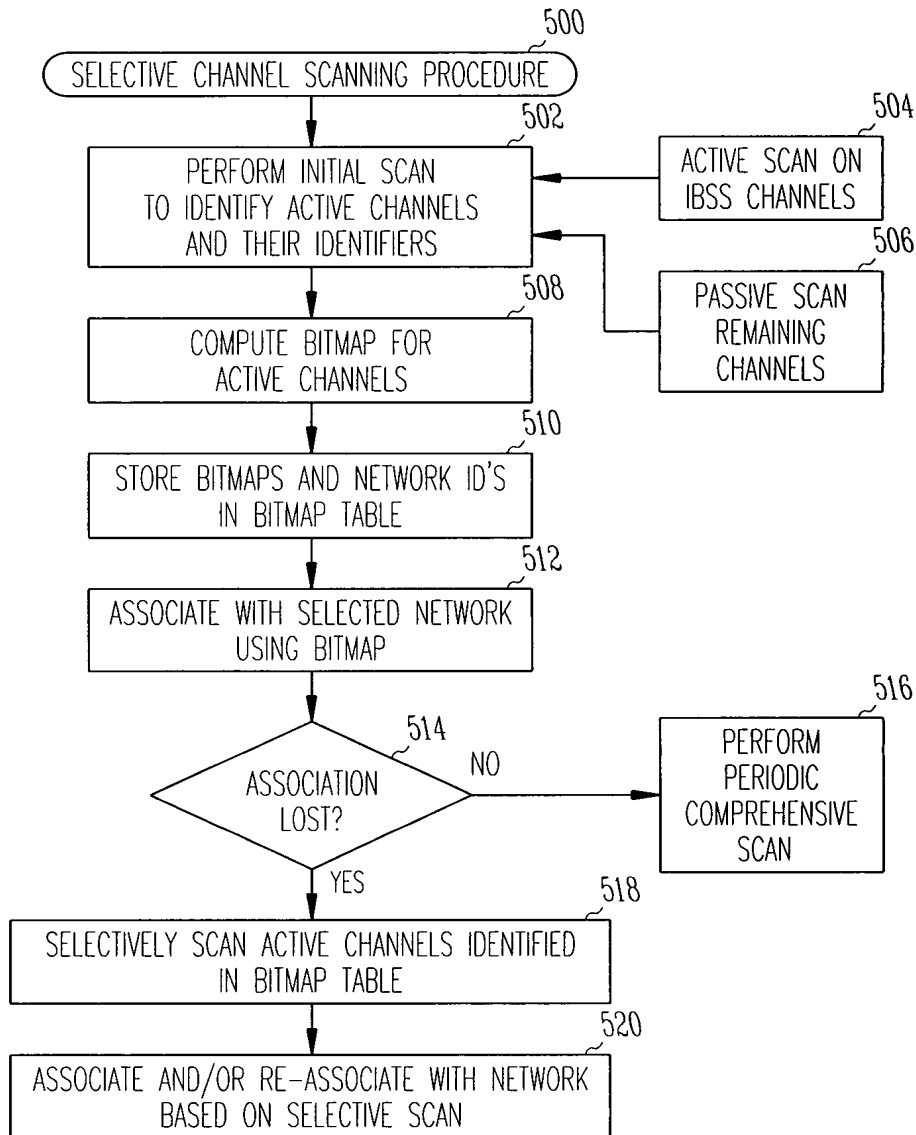 500
SELECTIVE CHANNEL SCANNING PROCEDURE
502
PERFORM INITIAL SCAN
TO IDENTIFY ACTIVE CHANNELS
AND THEIR IDENTIFIERS
504
ACTIVE SCAN ON
IBSS CHANNELS
506
PASSIVE SCAN
REMAINING
CHANNELS
508
COMPUTE BITMAP FOR
ACTIVE CHANNELS
510
STORE BITMAPS AND NETWORK ID'S
IN BITMAP TABLE
512
ASSOCIATE WITH SELECTED NETWORK
USING BITMAP
514
ASSOCIATION
LOST?
NO
516
PERFORM
PERIODIC
COMPREHENSIVE
SCAN
YES
518
SELECTIVELY SCAN ACTIVE CHANNELS IDENTIFIED
IN BITMAP TABLE
520
ASSOCIATE AND/OR RE-ASSOCIATE WITH NETWORK
BASED ON SELECTIVE SCAN